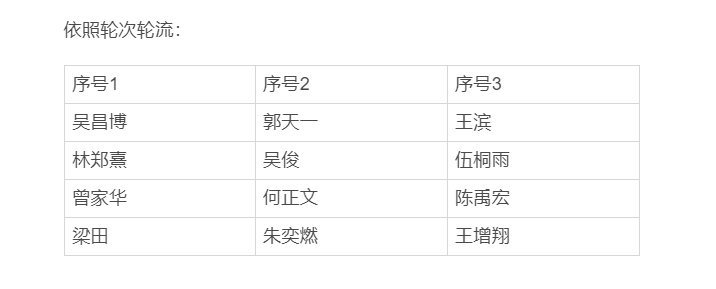 依照轮次轮流：
序号1 序号2 序号3
吴昌博 郭天一 王滨
林郑熹 吴俊 伍桐雨
曾家华 何正文 陈禹宏
梁田 朱奕燃 王增翔